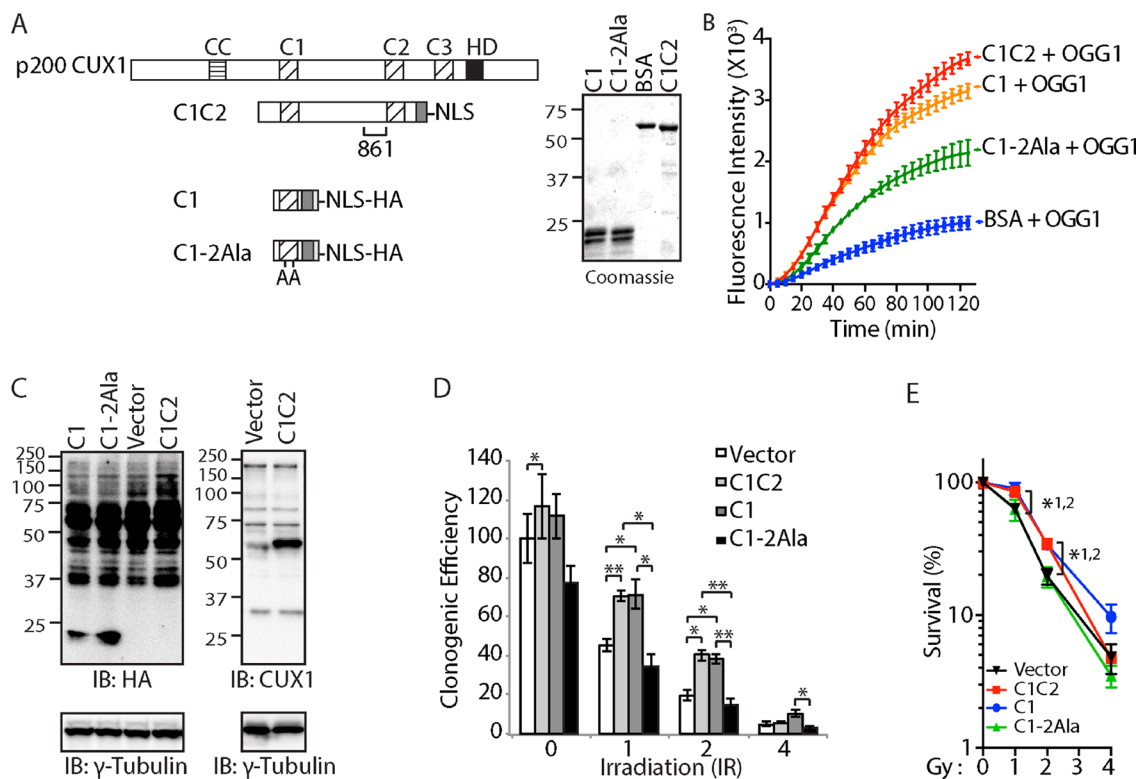 A
CC C1 C2 C3 HD
p200 CUX1
C1C2 -NLS
861
C1 -NLS-HA
C1-2Ala -NLS-HA
AA
C1
C1-2Ala
BSA
C1C2
75
50
37
25
Coomassie
B
Fluorescnce Intensity (X10³)
4
3
2
1
0
0 20 40 60 80 100 120
Time (min)
C1C2 + OGG1
C1 + OGG1
C1-2Ala + OGG1
BSA + OGG1
C
C1
C1-2Ala
Vector
C1C2
250
150
100
75
50
37
25
IB: HA
IB: γ-Tubulin
Vector
C1C2
250
150
100
75
50
37
25
IB: CUX1
IB: γ-Tubulin
D
Clonogenic Efficiency
140
120
100
80
60
40
20
0
0 1 2 4
Irradiation (IR)
Vector
C1C2
C1
C1-2Ala
*
** * * *
* * ** **
*
E
Survival (%)
100
10
1
*1,2
*1,2
Vector
C1C2
C1
C1-2Ala
Gy : 0 1 2 3 4